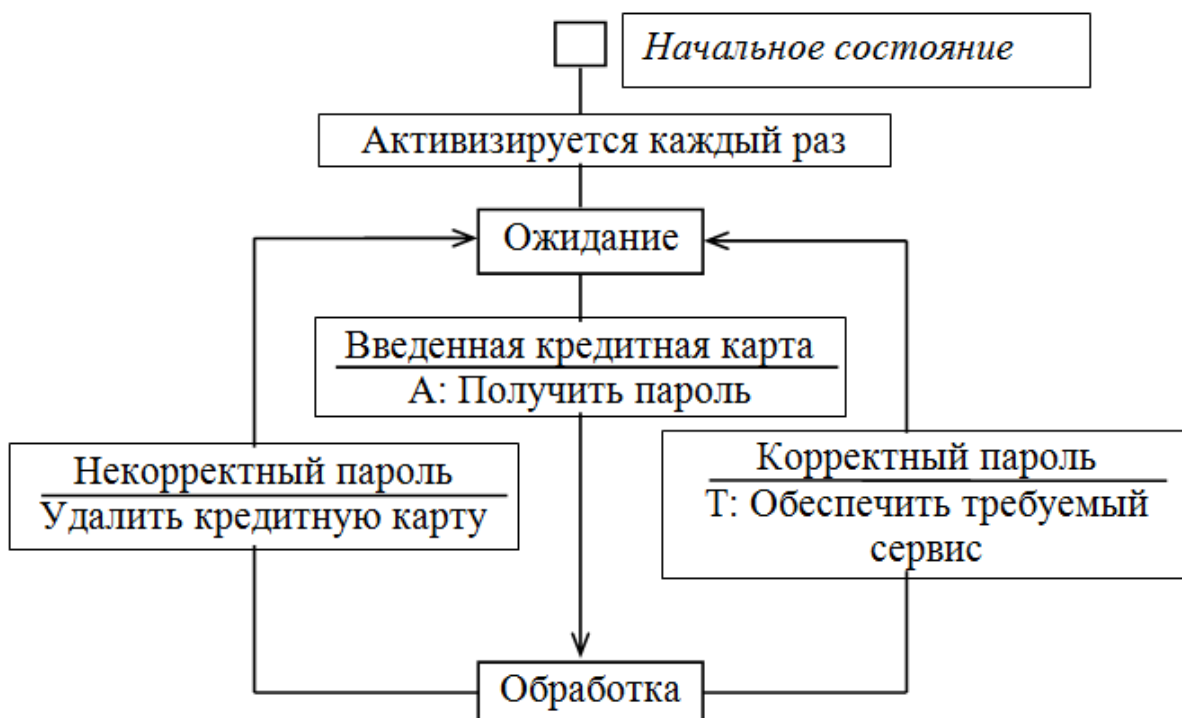 Начальное состояние
Активизируется каждый раз
Ожидание
Введенная кредитная карта
А: Получить пароль
Некорректный пароль
Удалить кредитную карту
Корректный пароль
Т: Обеспечить требуемый
сервис
Обработка